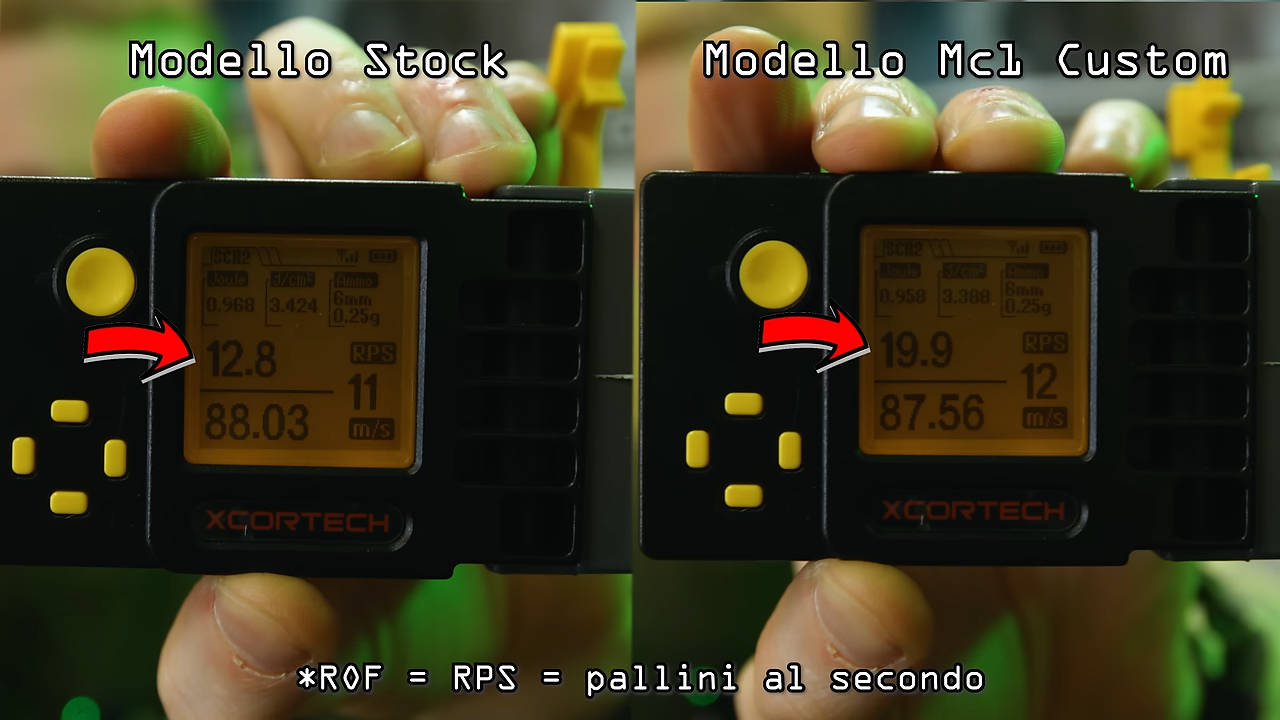 Modello Stock
SCR2
Joule J/cm² Ammo
0.968 3.424 6mm
0.25g
12.8 RPS
11
88.03 m/s
XCORTECH
Modello Mc1 Custom
SCR2
Joule J/cm² Ammo
0.958 3.388 6mm
0.25g
19.9 RPS
12
87.56 m/s
XCORTECH
*ROF = RPS = pallini al secondo